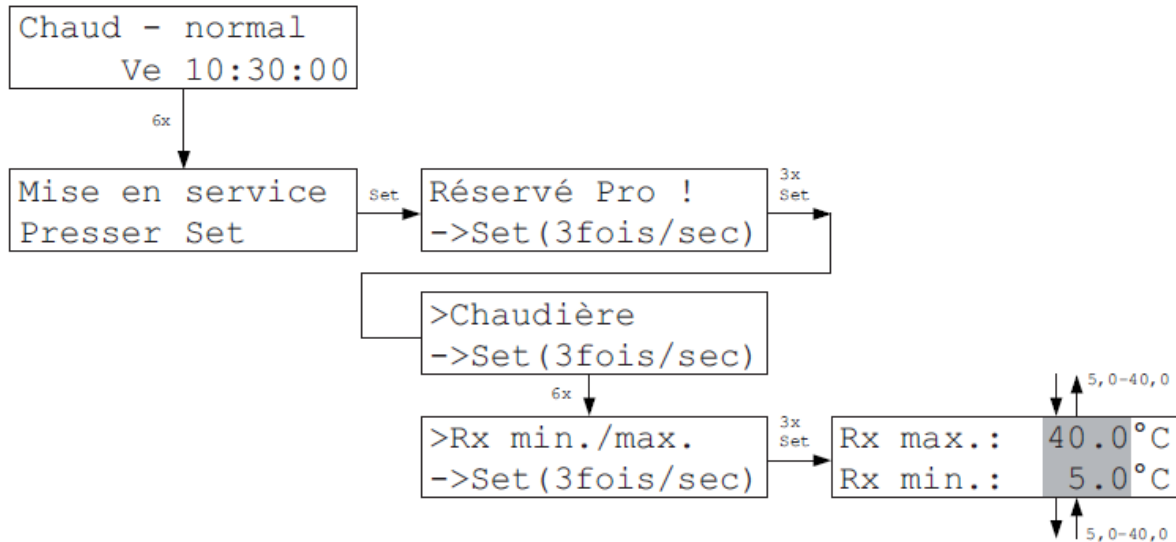 Chaud - normal
Ve 10:30:00
6x
Mise en service
Presser Set
Set
Réservé Pro !
->Set(3fois/sec)
3x
Set
>Chaudière
->Set(3fois/sec)
6x
>Rx min./max.
->Set(3fois/sec)
3x
Set
5,0-40,0
Rx max.: 40.0°C
Rx min.: 5.0°C
5,0-40,0